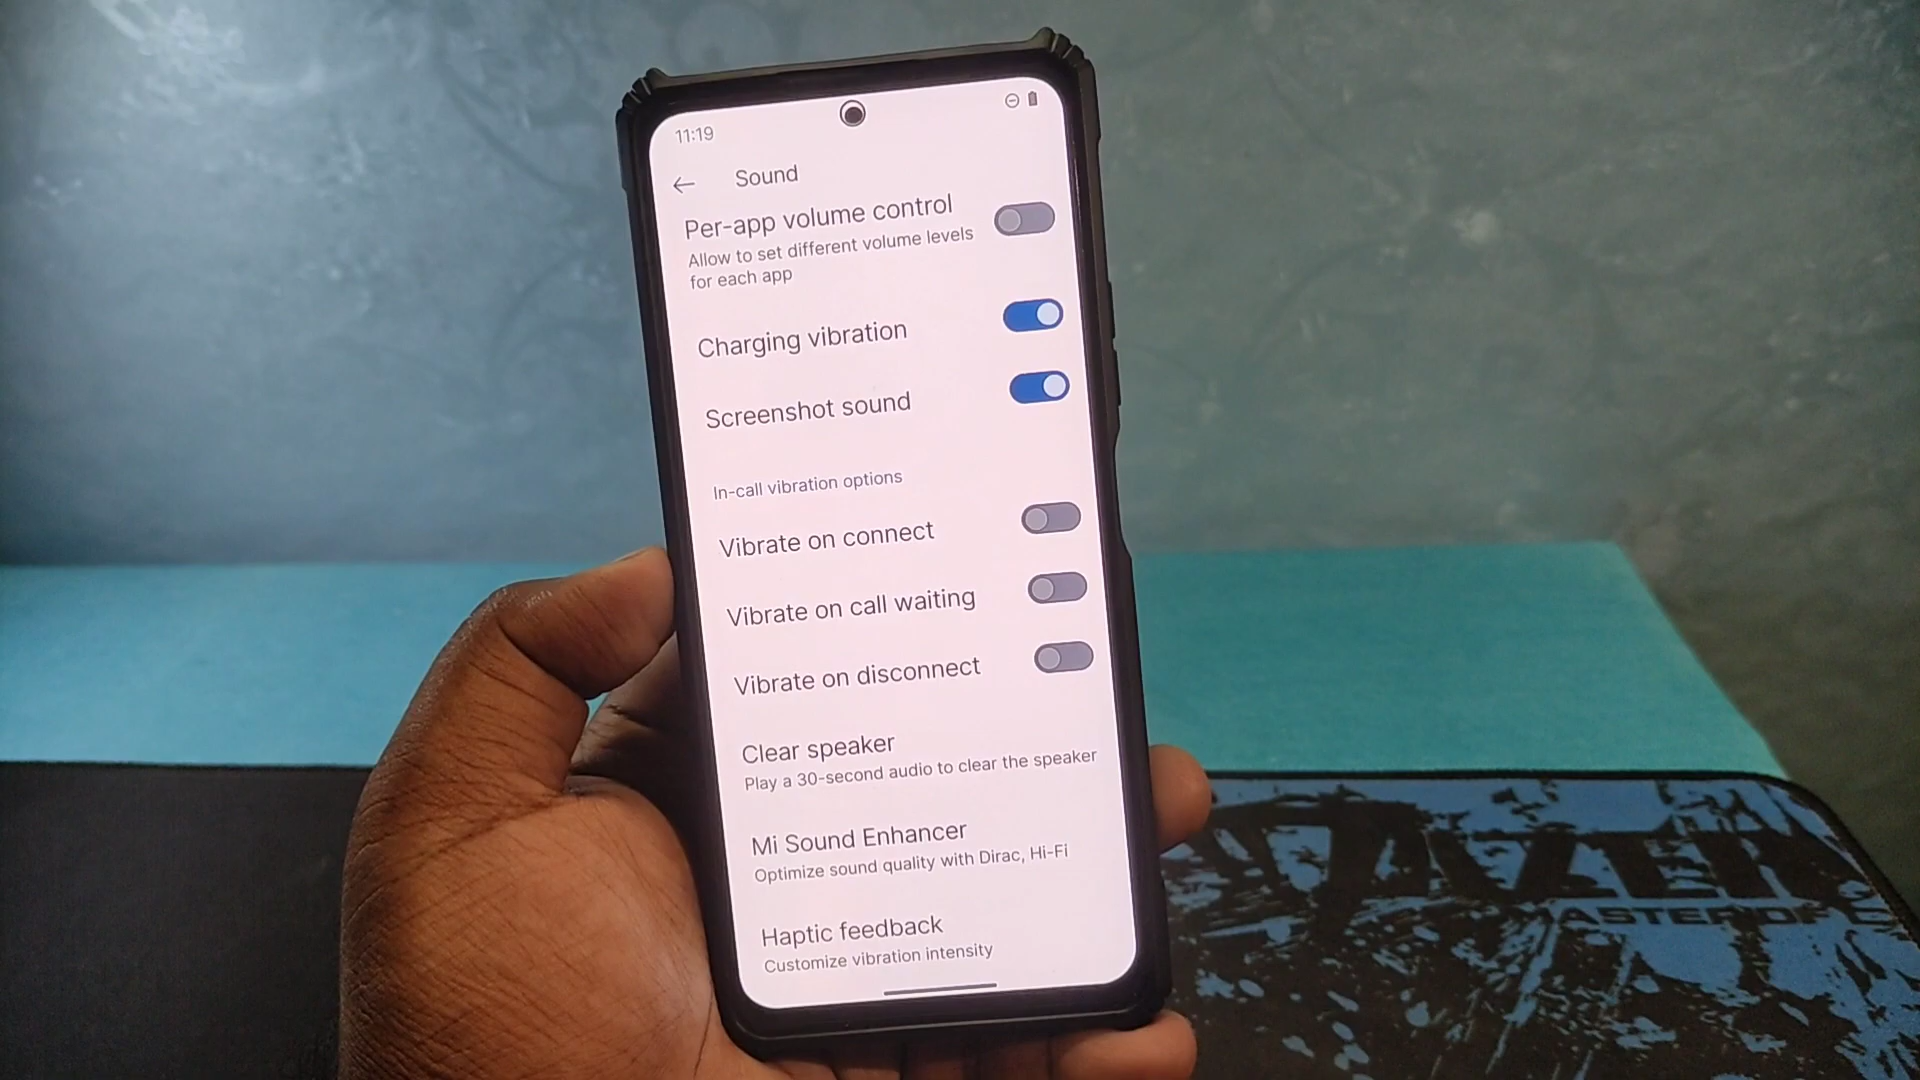 11:19
Sound
Per-app volume control
Allow to set different volume levels
for each app
Charging vibration
Screenshot sound
In-call vibration options
Vibrate on connect
Vibrate on call waiting
Vibrate on disconnect
Clear speaker
Play a 30-second audio to clear the speaker
Mi Sound Enhancer
Optimize sound quality with Dirac, Hi-Fi
Haptic feedback
Customize vibration intensity
MASTER OF